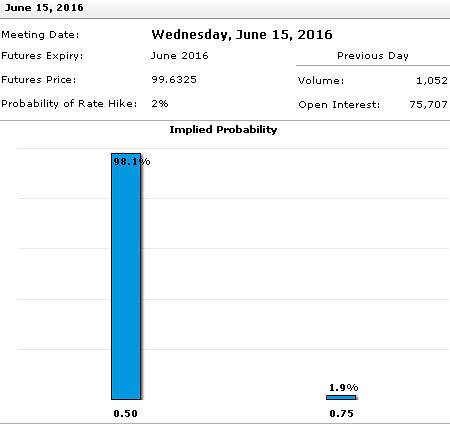 June 15, 2016
Meeting Date: Wednesday, June 15, 2016
Futures Expiry: June 2016 Previous Day
Futures Price: 99.6325 Volume: 1,052
Probability of Rate Hike: 2% Open Interest: 75,707
Implied Probability
98.1%
1.9%
0.50 0.75